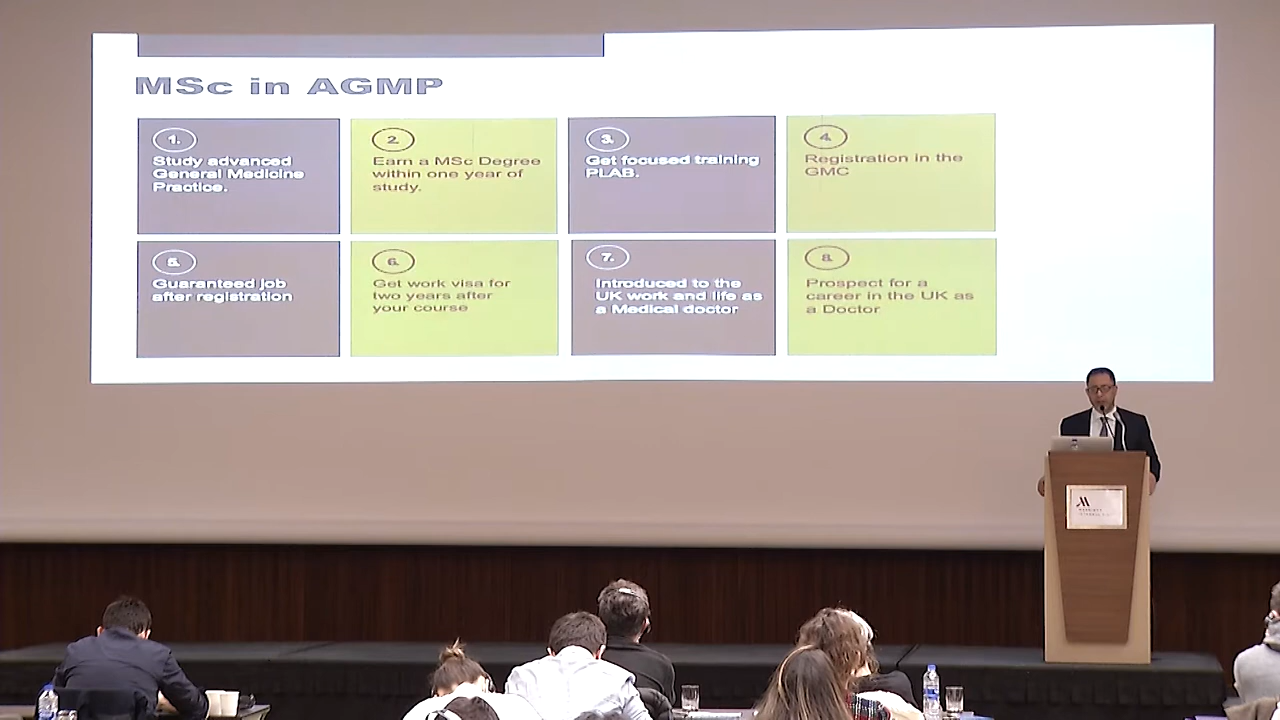 MSc in AGMP
1.
Study advanced
General Medicine
Practice.
2.
Earn a MSc Degree
within one year of
study.
3.
Get focused training
PLAB.
4.
Registration in the
GMC
5.
Guaranteed job
after registration
6.
Get work visa for
two years after
your course
7.
Introduced to the
UK work and life as
a Medical doctor
8.
Prospect for a
career in the UK as
a Doctor